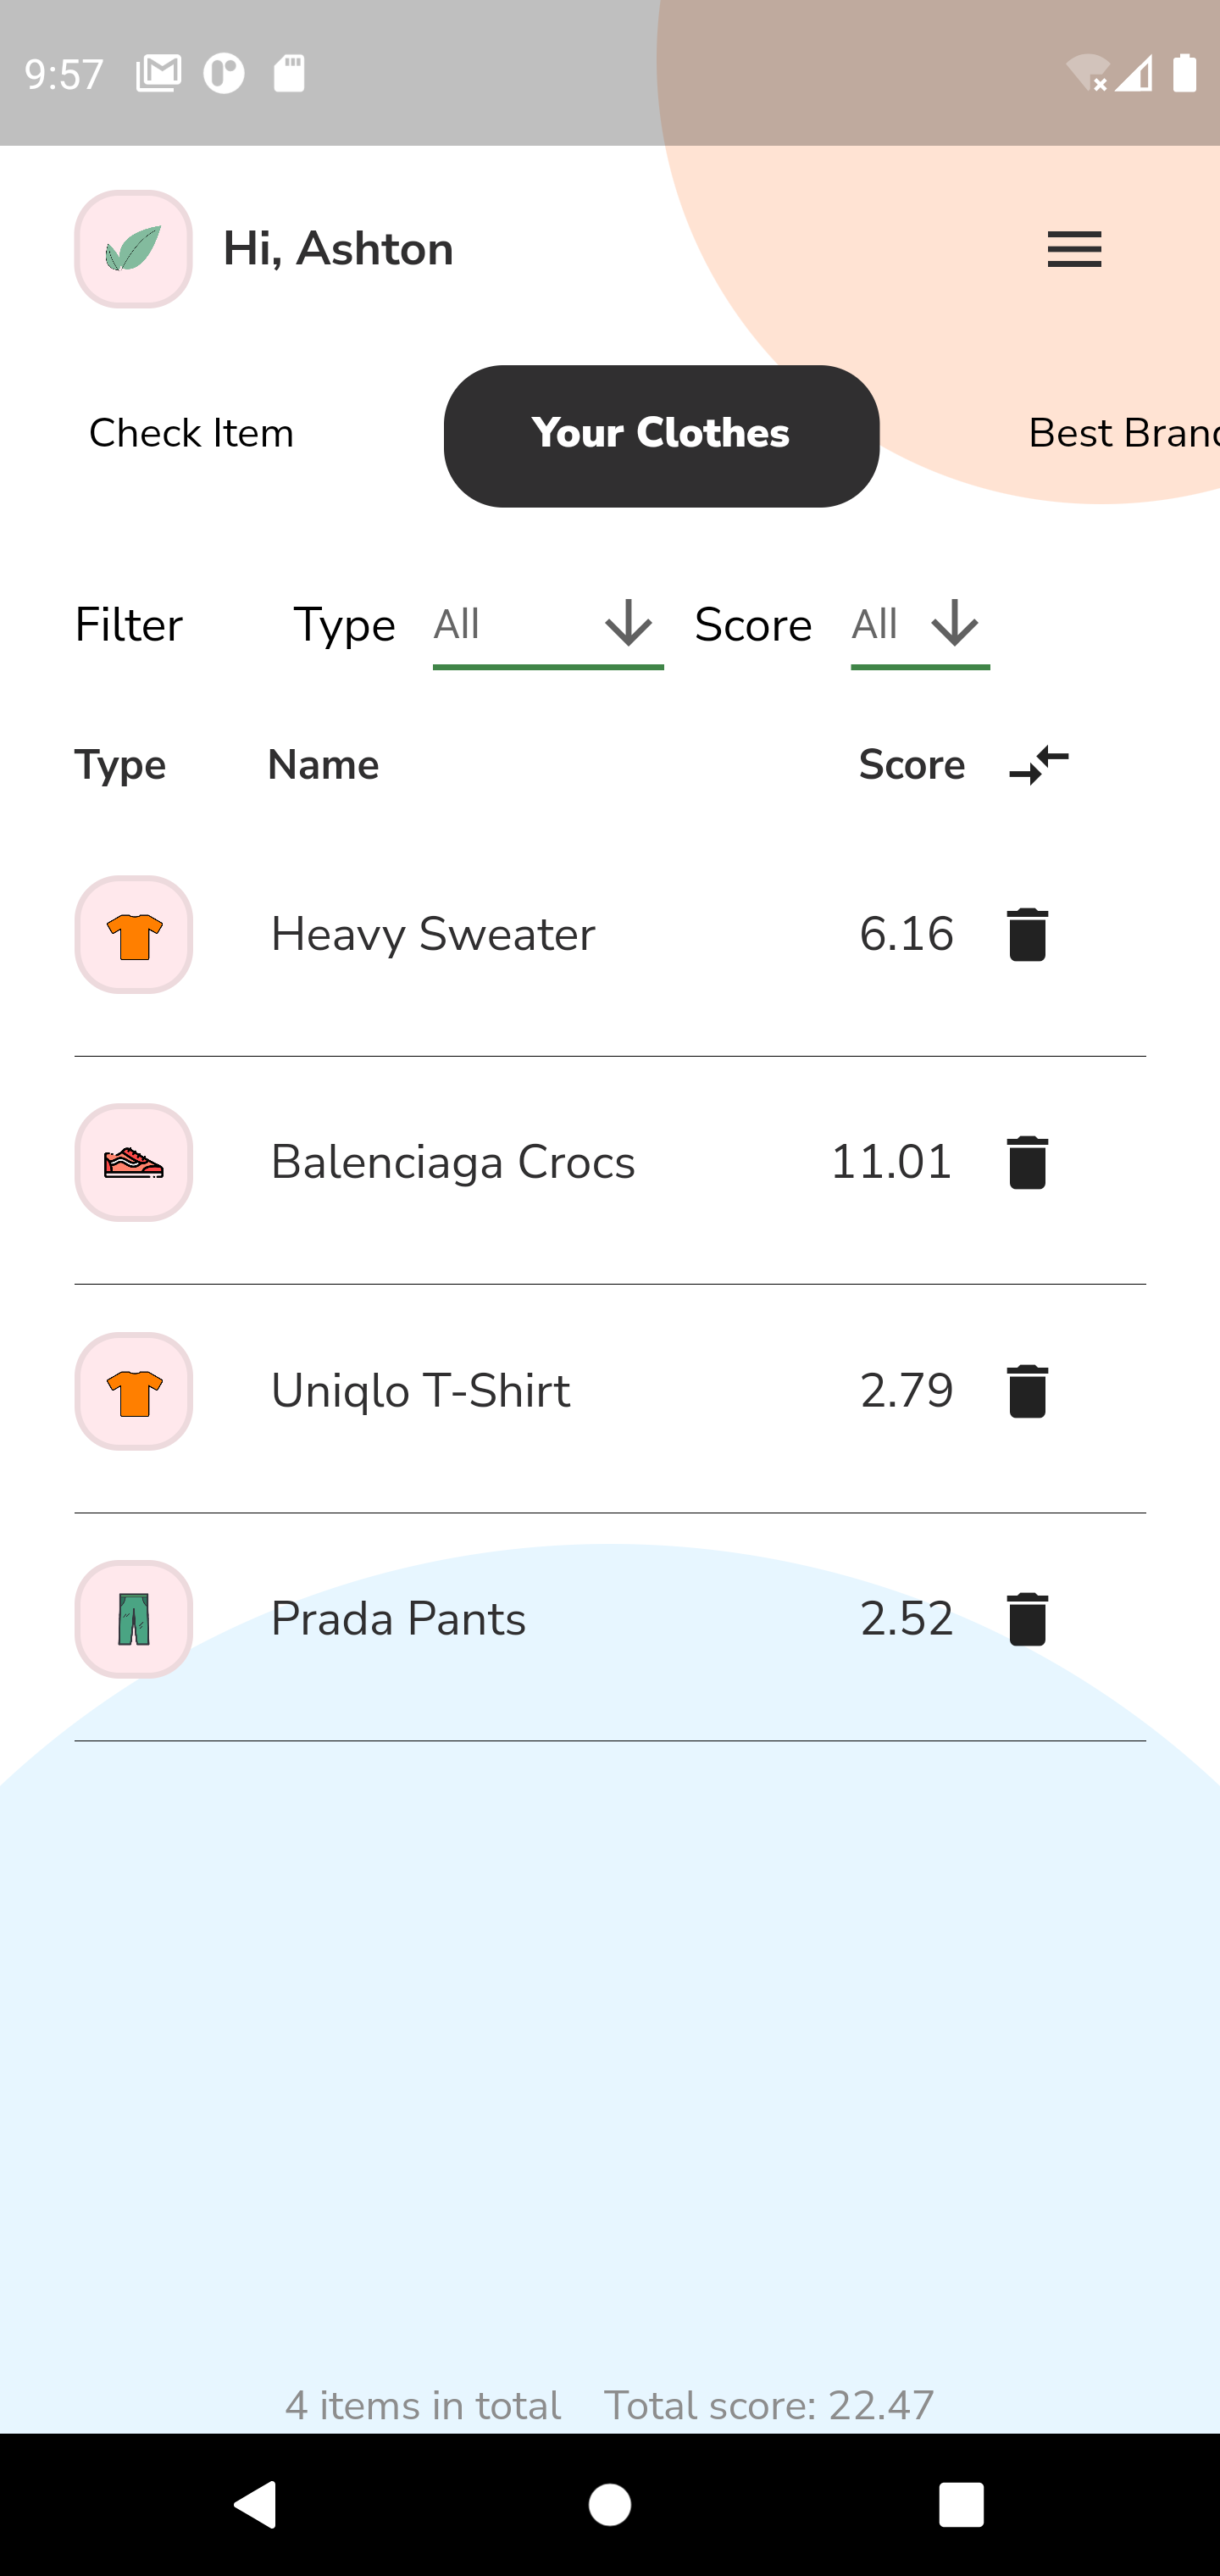 9:57
Hi, Ashton
Check Item Your Clothes Best Branc
Filter Type All Score All
Type Name Score
Heavy Sweater 6.16
Balenciaga Crocs 11.01
Uniqlo T-Shirt 2.79
Prada Pants 2.52
4 items in total Total score: 22.47